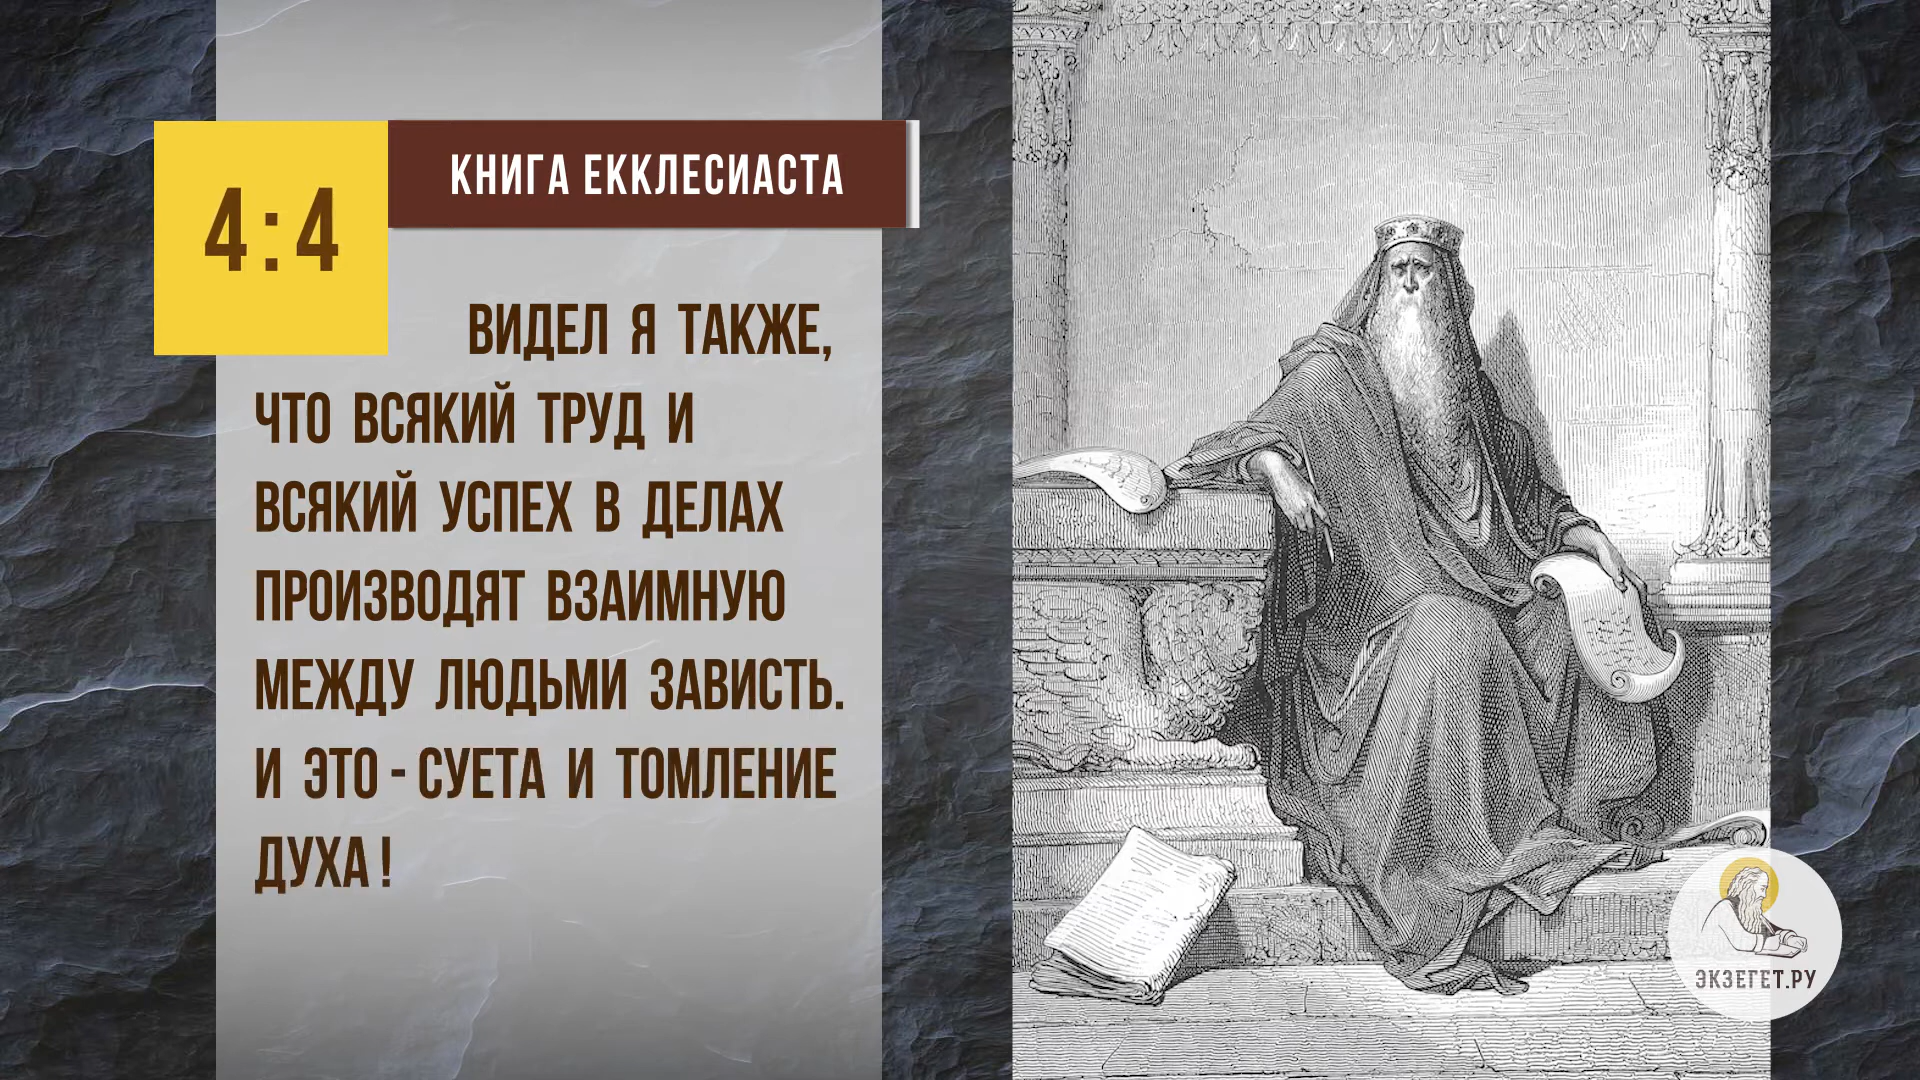 КНИГА ЕККЛЕСИАСТА
4:4
ВИДЕЛ Я ТАКЖЕ,
ЧТО ВСЯКИЙ ТРУД И
ВСЯКИЙ УСПЕХ В ДЕЛАХ
ПРОИЗВОДЯТ ВЗАИМНУЮ
МЕЖДУ ЛЮДЬМИ ЗАВИСТЬ.
И ЭТО - СУЕТА И ТОМЛЕНИЕ
ДУХА!
ЭКЗЕГЕТ.РУ